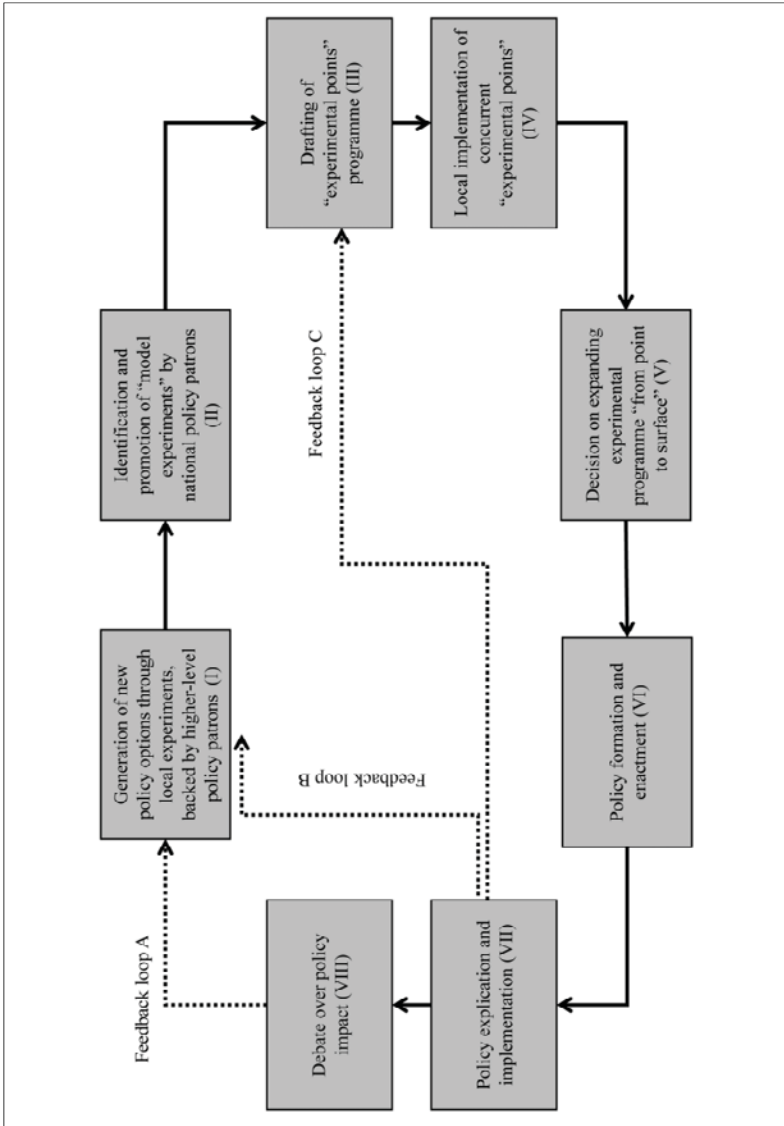 Generation of new
policy options through
local experiments,
backed by higher-level
policy patrons (I)
Identification and
promotion of “model
experiments” by
national policy patrons
(II)
Drafting of
“experimental points”
programme (III)
Local implementation of
concurrent
“experimental points”
(IV)
Decision on expanding
experimental
programme “from point
to surface” (V)
Policy formation and
enactment (VI)
Policy explication and
implementation (VII)
Debate over policy
impact (VIII)
Feedback loop A
Feedback loop B
Feedback loop C